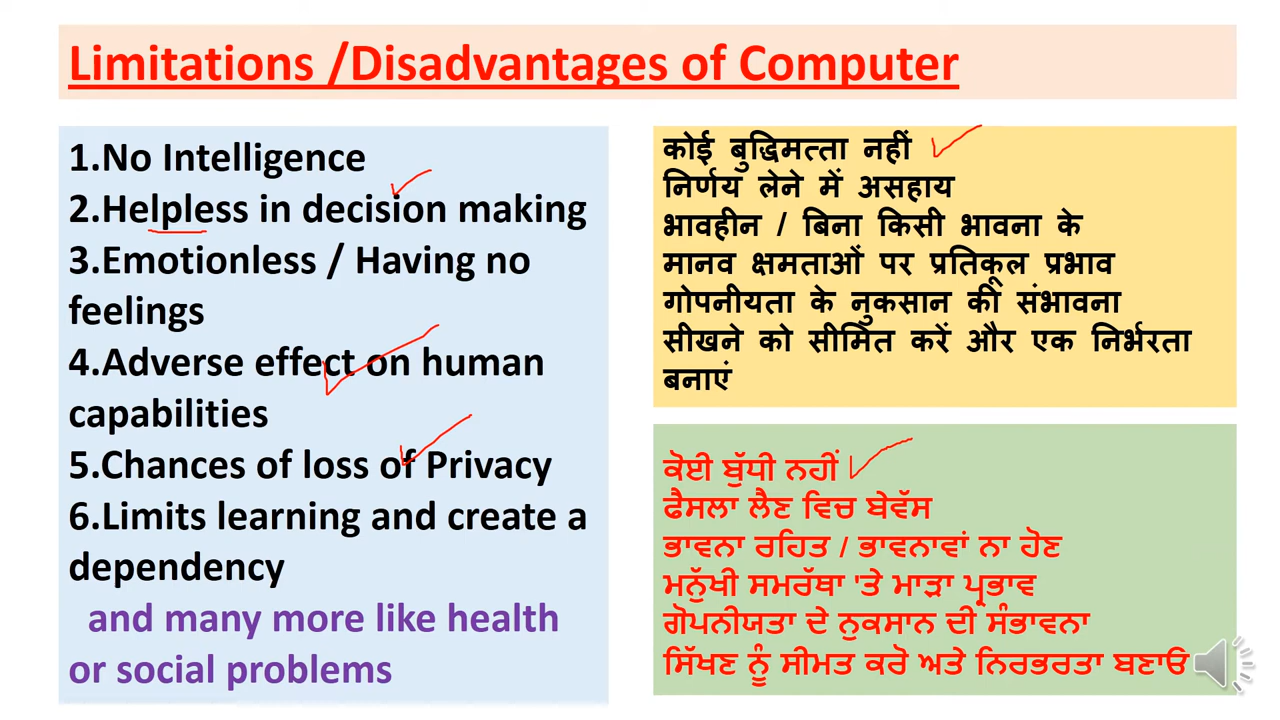 Limitations /Disadvantages of Computer
1.No Intelligence
2.Helpless in decision making
3.Emotionless / Having no
feelings
4.Adverse effect on human
capabilities
5.Chances of loss of Privacy
6.Limits learning and create a
dependency
and many more like health
or social problems
कोई बुद्धिमत्ता नहीं
निर्णय लेने में असहाय
भावहीन / बिना किसी भावना के
मानव क्षमताओं पर प्रतिकूल प्रभाव
गोपनीयता के नुकसान की संभावना
सीखने को सीमित करें और एक निर्भरता
बनाएं
ਕੋਈ ਬੁੱਧੀ ਨਹੀਂ
ਫੈਸਲਾ ਲੈਣ ਵਿਚ ਬੇਵੱਸ
ਭਾਵਨਾ ਰਹਿਤ / ਭਾਵਨਾਵਾਂ ਨਾ ਹੋਣ
ਮਨੁੱਖੀ ਸਮਰੱਥਾ 'ਤੇ ਮਾੜਾ ਪ੍ਰਭਾਵ
ਗੋਪਨੀਯਤਾ ਦੇ ਨੁਕਸਾਨ ਦੀ ਸੰਭਾਵਨਾ
ਸਿੱਖਣ ਨੂੰ ਸੀਮਤ ਕਰੋ ਅਤੇ ਨਿਰਭਰਤਾ ਬਣਾਓ